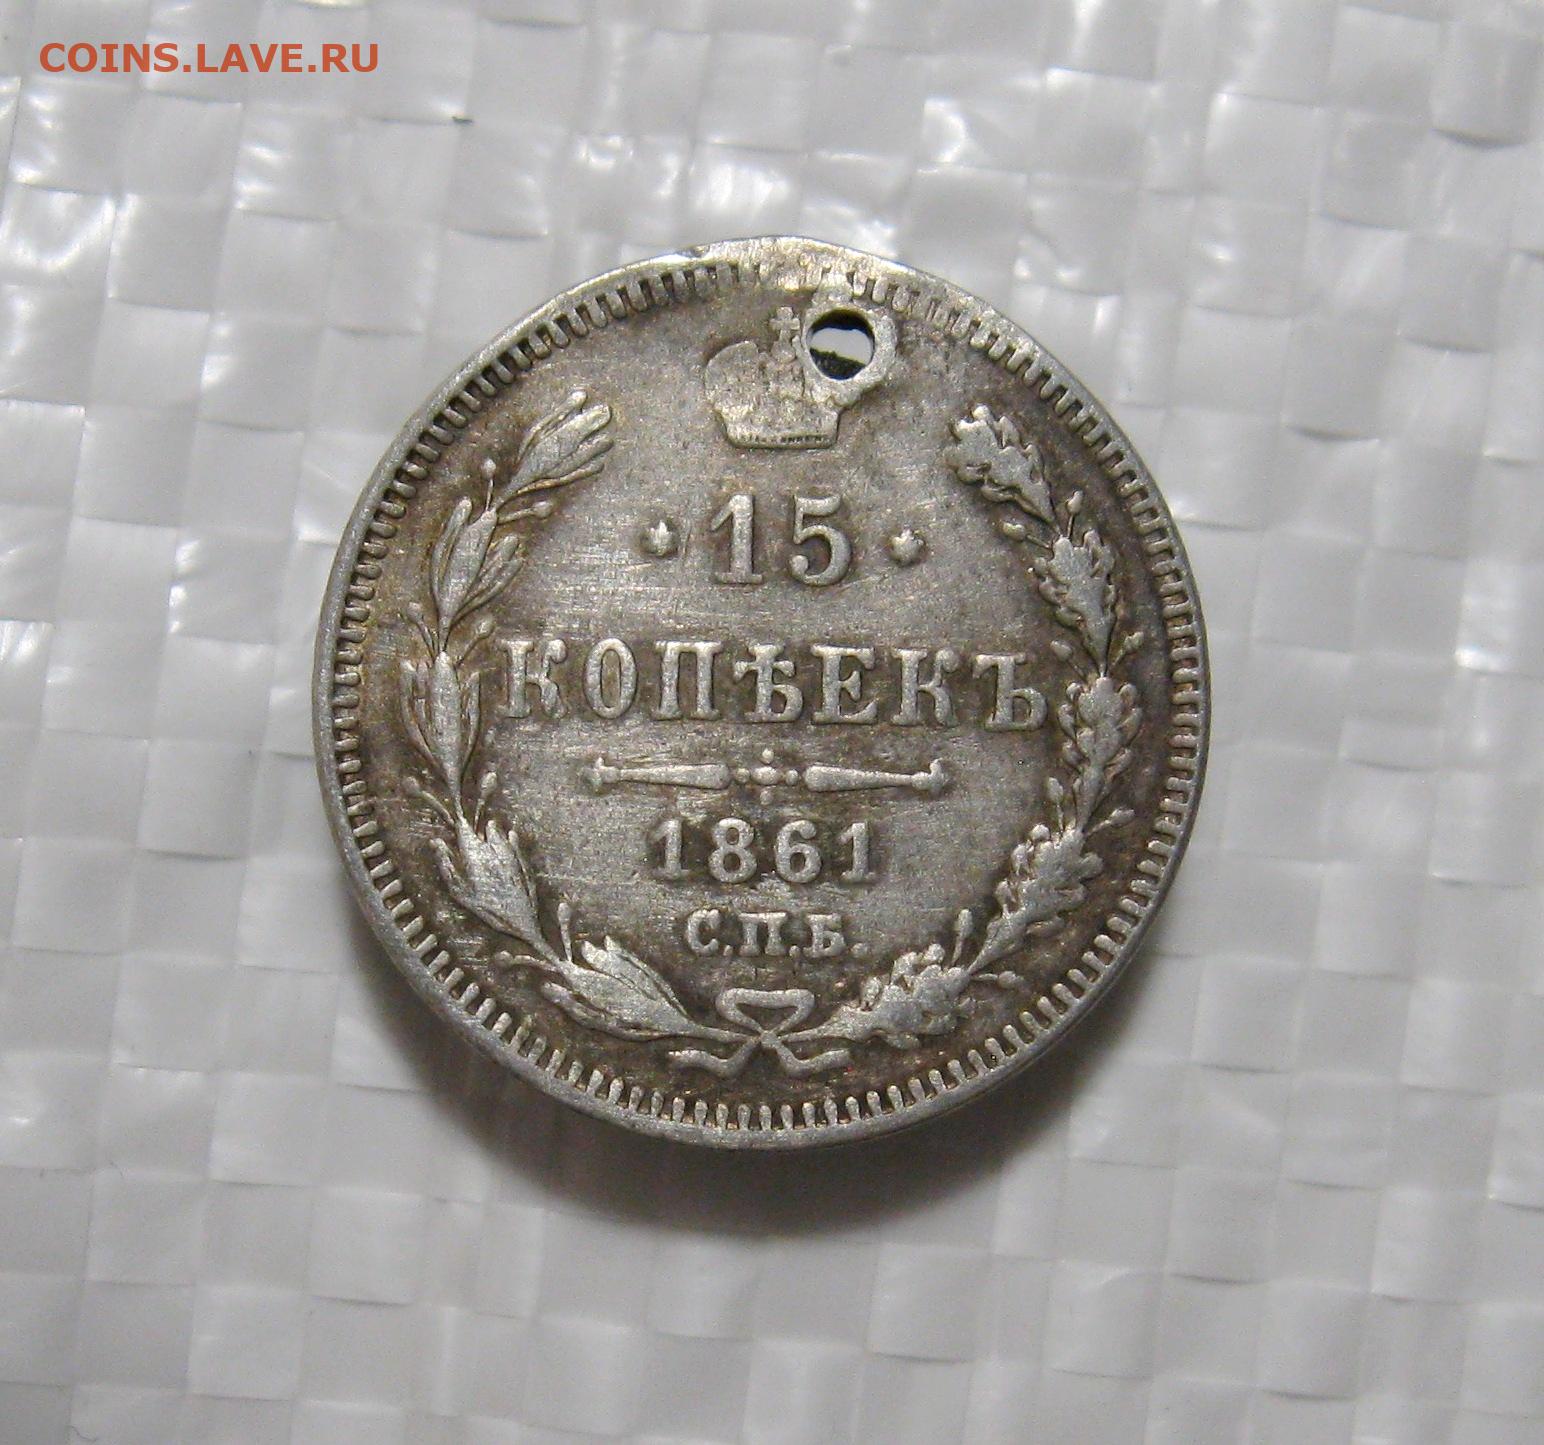 COINS.LAVE.RU
· 15 ·
КОПѢЕКЪ
1861
С.П.Б.